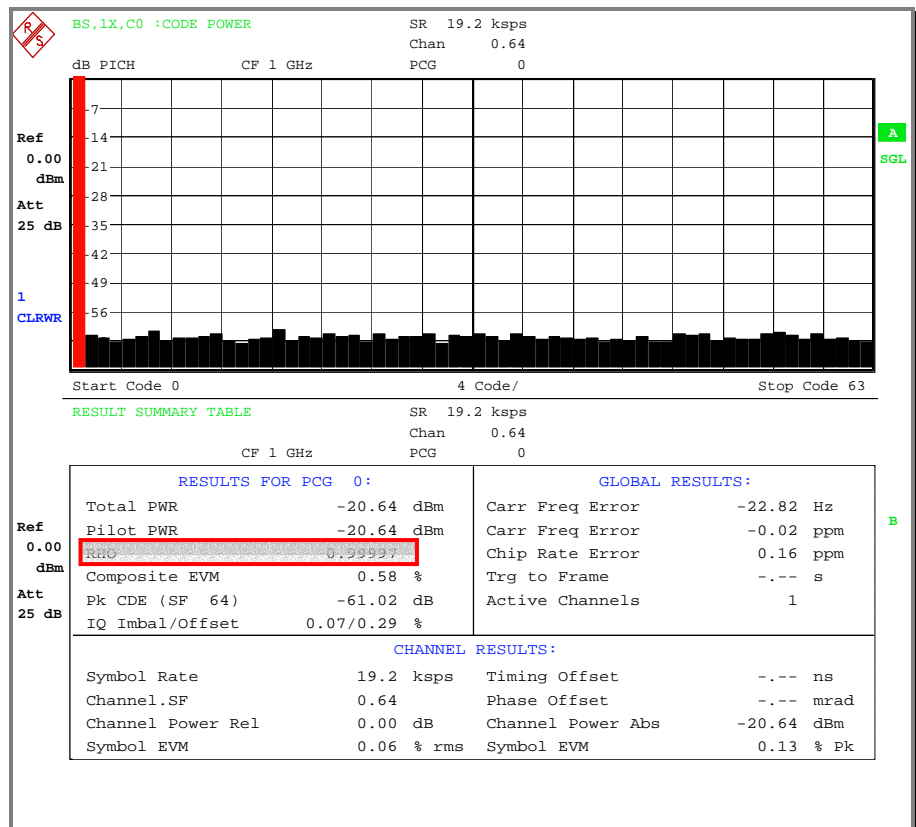 R/S
BS,1X,C0 :CODE POWER SR 19.2 ksps
Chan 0.64
dB PICH CF 1 GHz PCG 0
-7
-14
-21
-28
-35
-42
-49
-56
Ref
0.00
dBm
Att
25 dB
1
CLRWR
A
SGL
Start Code 0 4 Code/ Stop Code 63
RESULT SUMMARY TABLE SR 19.2 ksps
Chan 0.64
CF 1 GHz PCG 0
Ref
0.00
dBm
Att
25 dB
B
RESULTS FOR PCG 0: GLOBAL RESULTS:
Total PWR -20.64 dBm Carr Freq Error -22.82 Hz
Pilot PWR -20.64 dBm Carr Freq Error -0.02 ppm
RHO 0.99997 Chip Rate Error 0.16 ppm
Composite EVM 0.58 % Trg to Frame -.-- s
Pk CDE (SF 64) -61.02 dB Active Channels 1
IQ Imbal/Offset 0.07/0.29 %
CHANNEL RESULTS:
Symbol Rate 19.2 ksps Timing Offset -.-- ns
Channel.SF 0.64 Phase Offset -.-- mrad
Channel Power Rel 0.00 dB Channel Power Abs -20.64 dBm
Symbol EVM 0.06 % rms Symbol EVM 0.13 % Pk